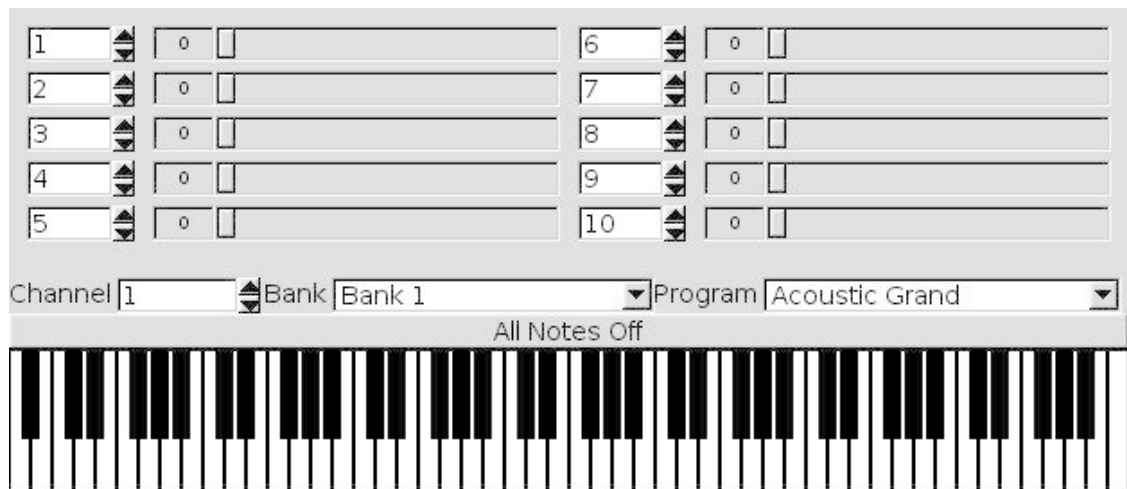 1 0 6 0
2 0 7 0
3 0 8 0
4 0 9 0
5 0 10 0
Channel 1 Bank Bank 1 Program Acoustic Grand
All Notes Off